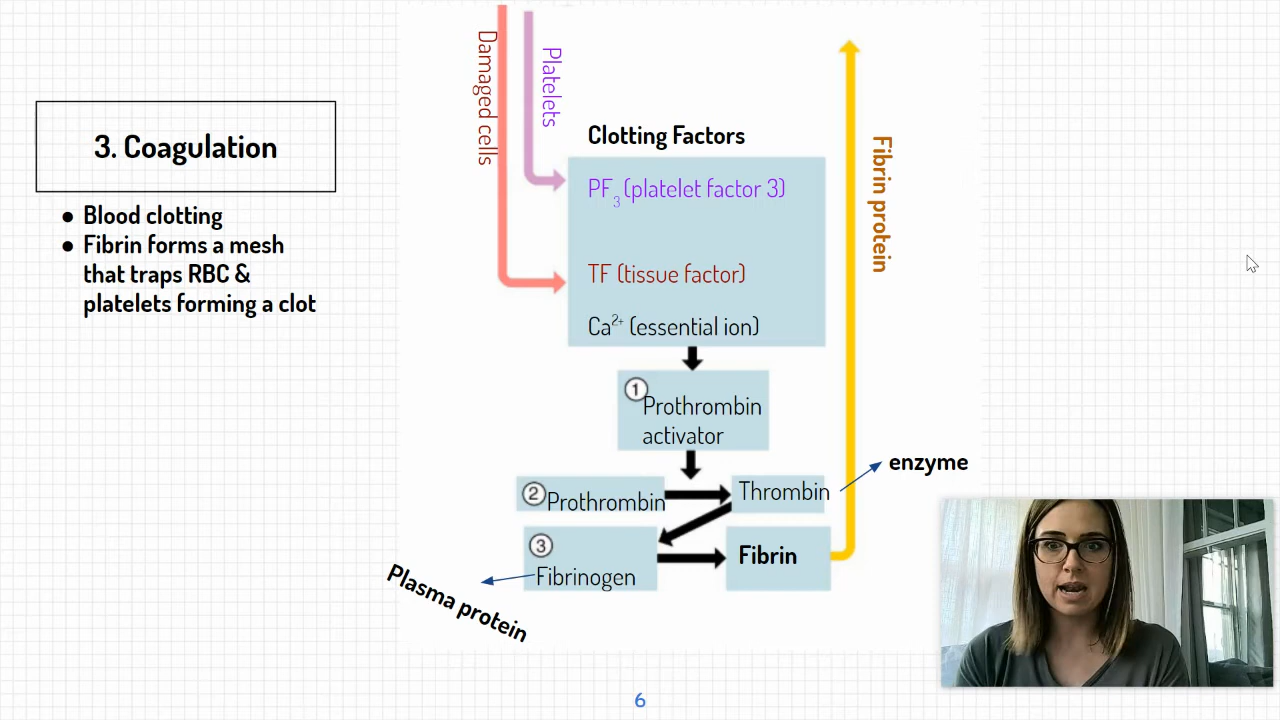 3. Coagulation
● Blood clotting
● Fibrin forms a mesh
that traps RBC &
platelets forming a clot
Damaged cells
Platelets
Clotting Factors
PF3 (platelet factor 3)
TF (tissue factor)
Ca2+ (essential ion)
Fibrin protein
1
Prothrombin
activator
2 Prothrombin
Thrombin
enzyme
3
Fibrinogen
Fibrin
Plasma protein
6